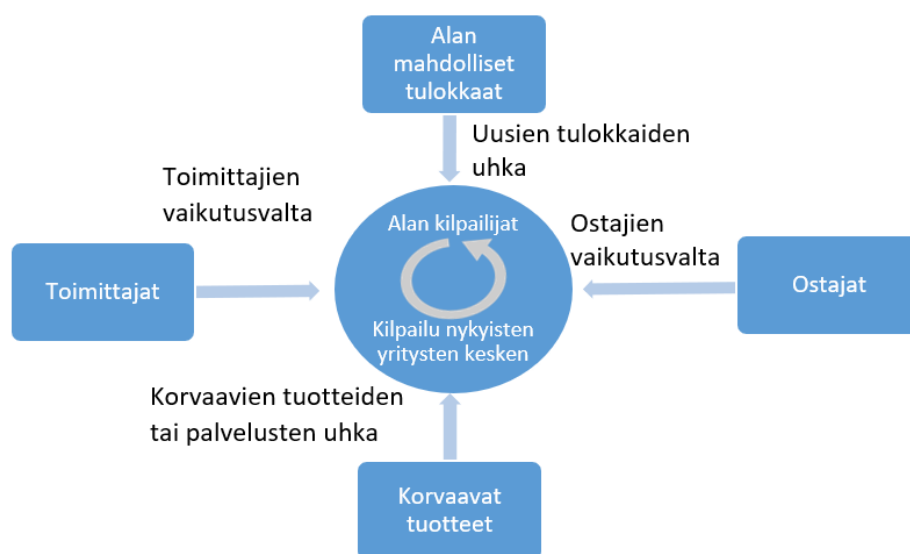 Alan
mahdolliset
tulokkaat
Uusien tulokkaiden
uhka
Toimittajien
vaikutusvalta
Alan kilpailijat
Ostajien
vaikutusvalta
Toimittajat
Ostajat
Kilpailu nykyisten
yritysten kesken
Korvaavien tuotteiden
tai palvelusten uhka
Korvaavat
tuotteet